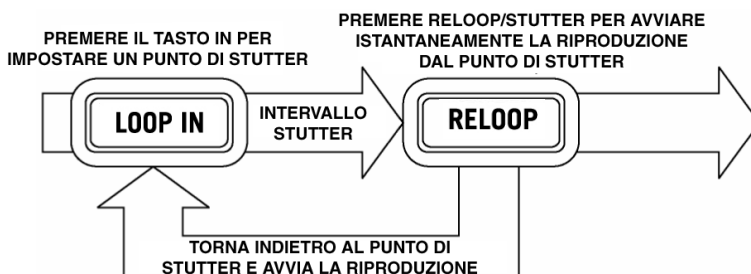 PREMERE IL TASTO IN PER
IMPOSTARE UN PUNTO DI STUTTER
PREMERE RELOOP/STUTTER PER AVVIARE
ISTANTANEAMENTE LA RIPRODUZIONE
DAL PUNTO DI STUTTER
LOOP IN
INTERVALLO
STUTTER
RELOOP
TORNA INDIETRO AL PUNTO DI
STUTTER E AVVIA LA RIPRODUZIONE